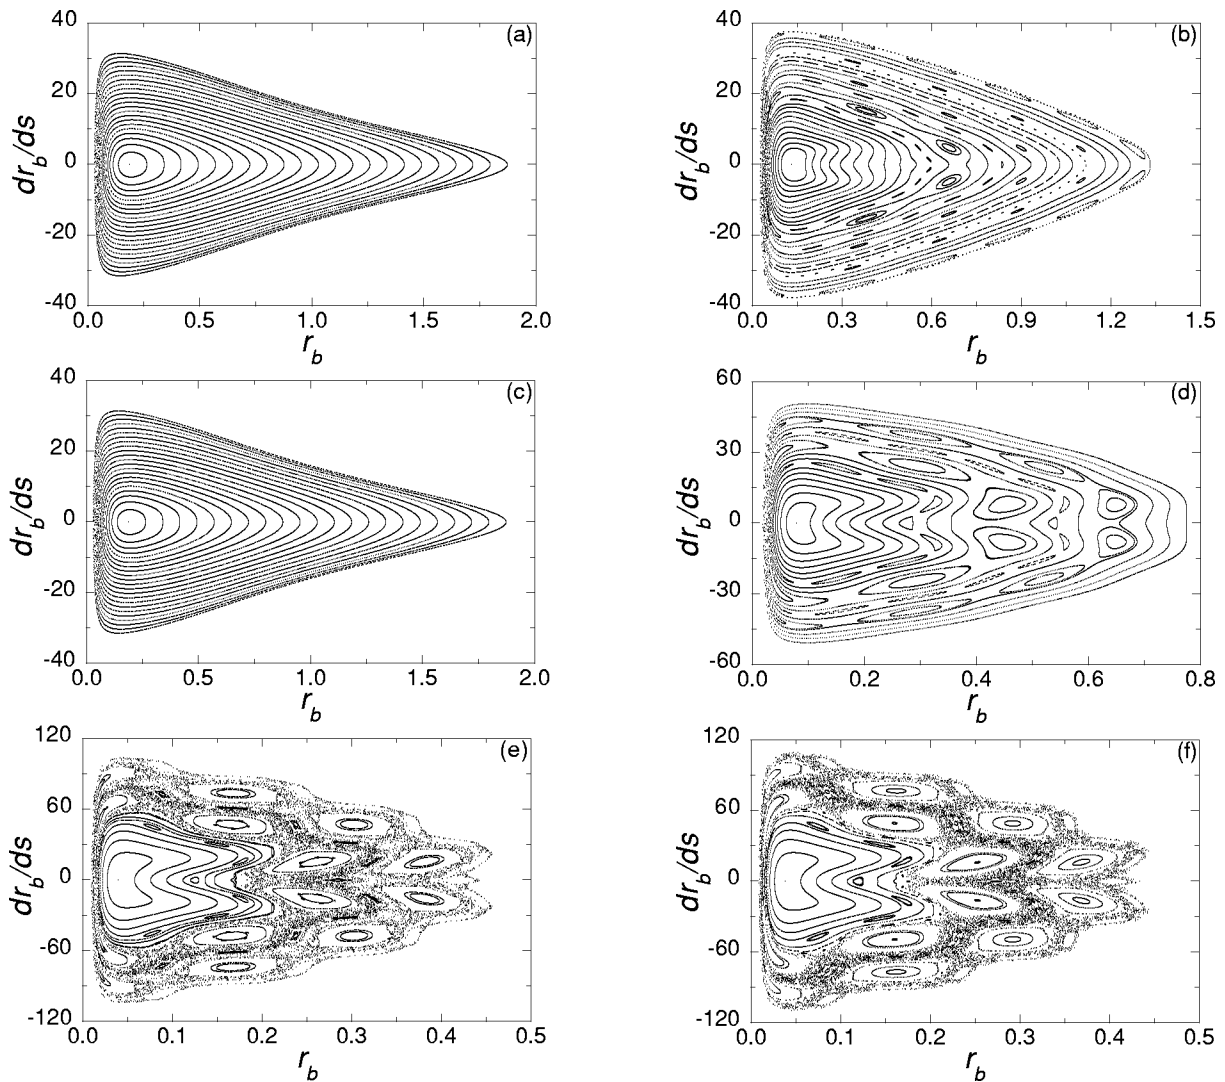 (a)
40
20
0
-20
-40
dr_b/ds
0.0 0.5 1.0 1.5 2.0
r_b
(b)
40
20
0
-20
-40
dr_b/ds
0.0 0.3 0.6 0.9 1.2 1.5
r_b
(c)
40
20
0
-20
-40
dr_b/ds
0.0 0.5 1.0 1.5 2.0
r_b
(d)
60
30
0
-30
-60
dr_b/ds
0.0 0.2 0.4 0.6 0.8
r_b
(e)
120
60
0
-60
-120
dr_b/ds
0.0 0.1 0.2 0.3 0.4 0.5
r_b
(f)
120
60
0
-60
-120
dr_b/ds
0.0 0.1 0.2 0.3 0.4 0.5
r_b